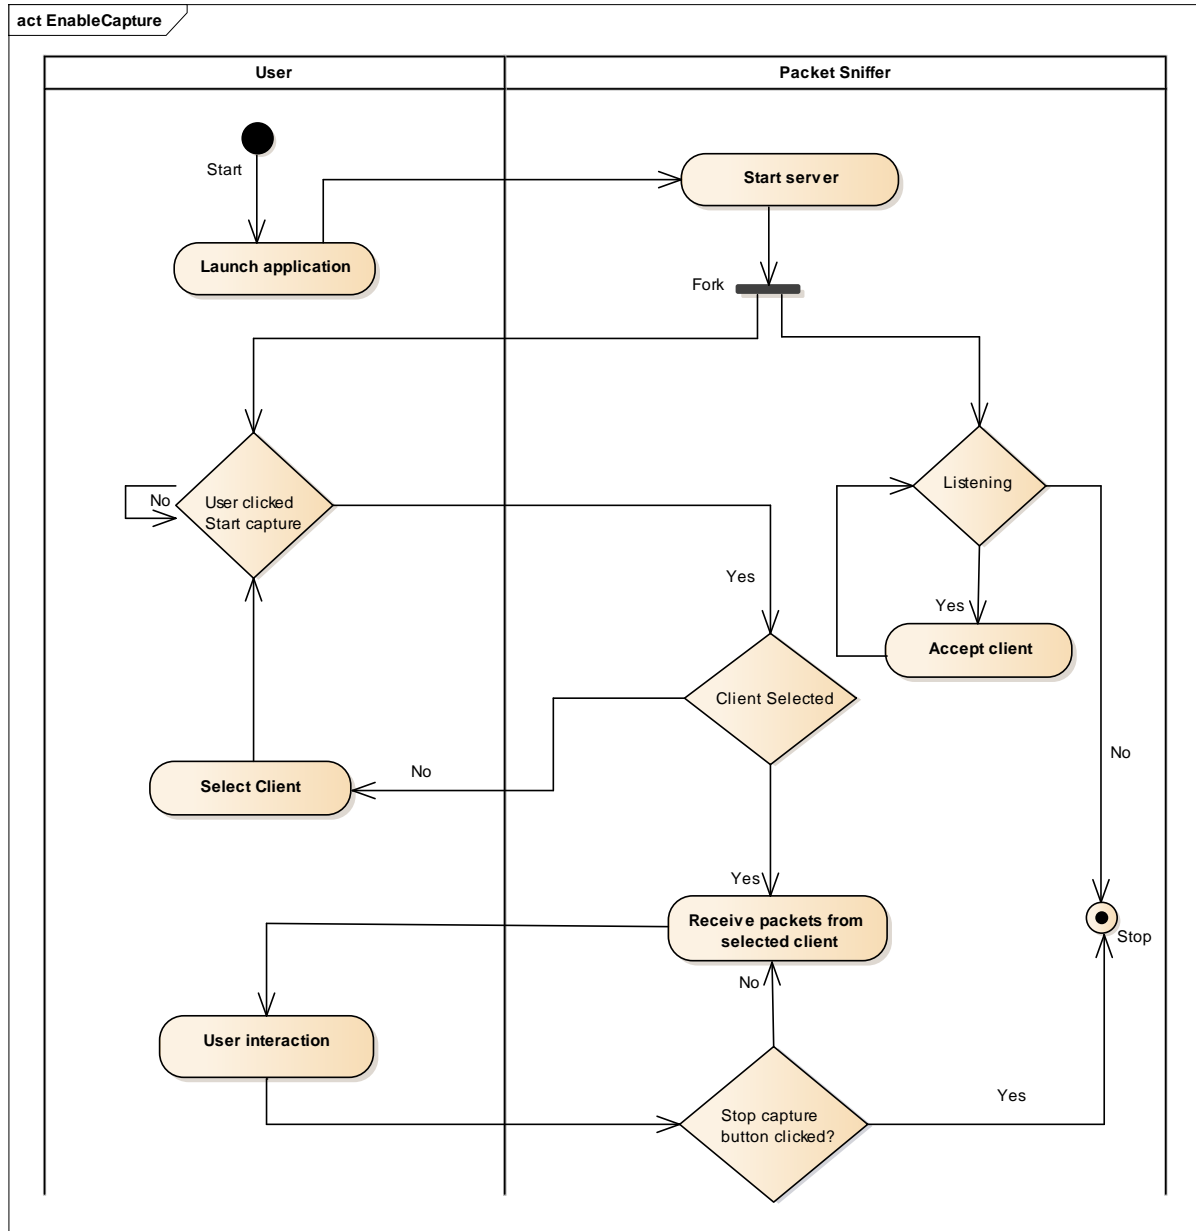 act EnableCapture
User
Packet Sniffer
Start
Start server
Launch application
Fork
No
User clicked
Start capture
Listening
Yes
Yes
Accept client
Client Selected
No
No
Select Client
Yes
Receive packets from
selected client
Stop
No
User interaction
Yes
Stop capture
button clicked?